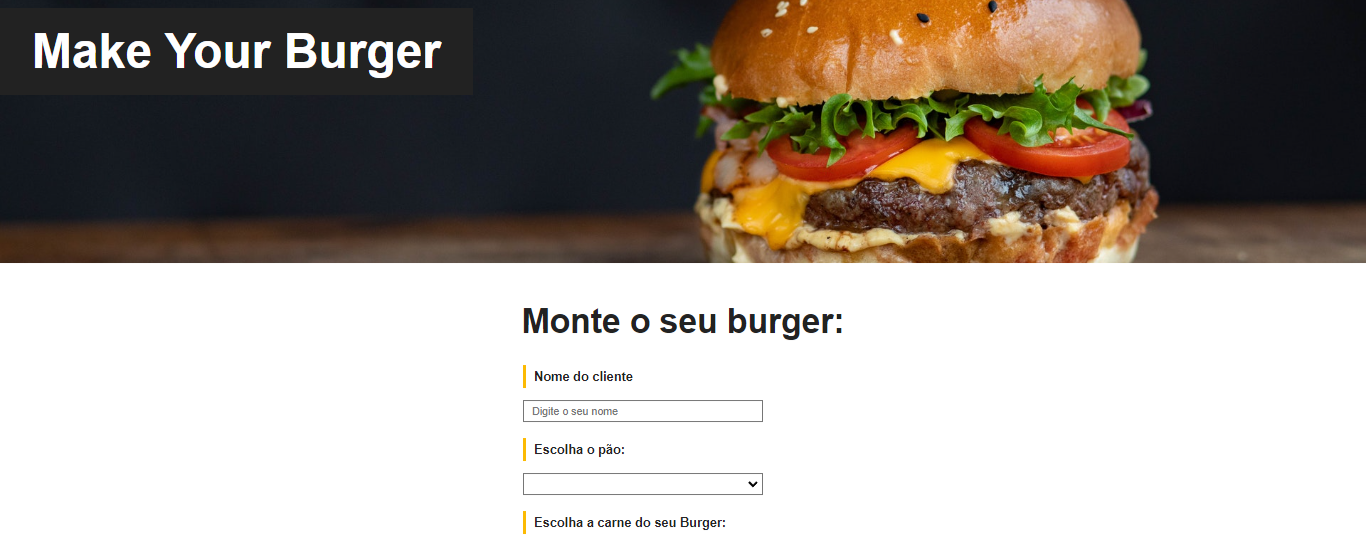 Make Your Burger
Monte o seu burger:
Nome do cliente
Digite o seu nome
Escolha o pão:
Escolha a carne do seu Burger: